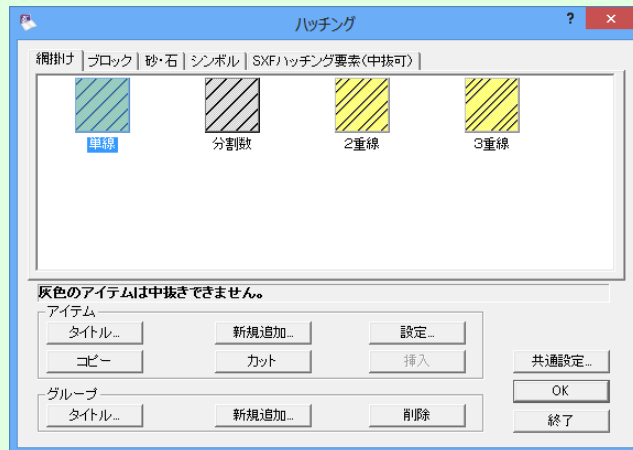 ハッチング
? ×
網掛け ブロック 砂・石 シンボル SXFハッチング要素(中抜可)
単線 分割数 2重線 3重線
灰色のアイテムは中抜きできません。
アイテム
タイトル... 新規追加... 設定...
コピー カット 挿入 共通設定...
グループ OK
タイトル... 新規追加... 削除 終了